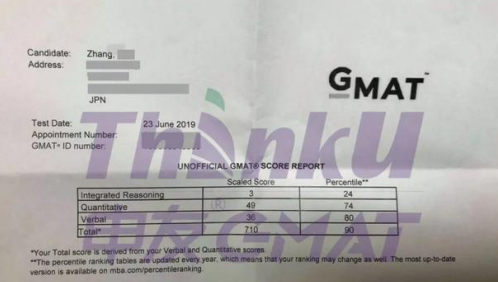 Candidate: Zhang,
Address:
JPN
GMAT™
Test Date: 23 June 2019
Appointment Number:
GMAT® ID number:
UNOFFICIAL GMAT® SCORE REPORT
Scaled Score Percentile**
Integrated Reasoning 3 24
Quantitative 49 74
Verbal 36 80
Total* 710 90
*Your Total score is derived from your Verbal and Quantitative scores.
**The percentile ranking tables are updated every year, which means that your ranking may change as well. The most up-to-date
version is available on mba.com/percentileranking.
ThinkU
GMAT